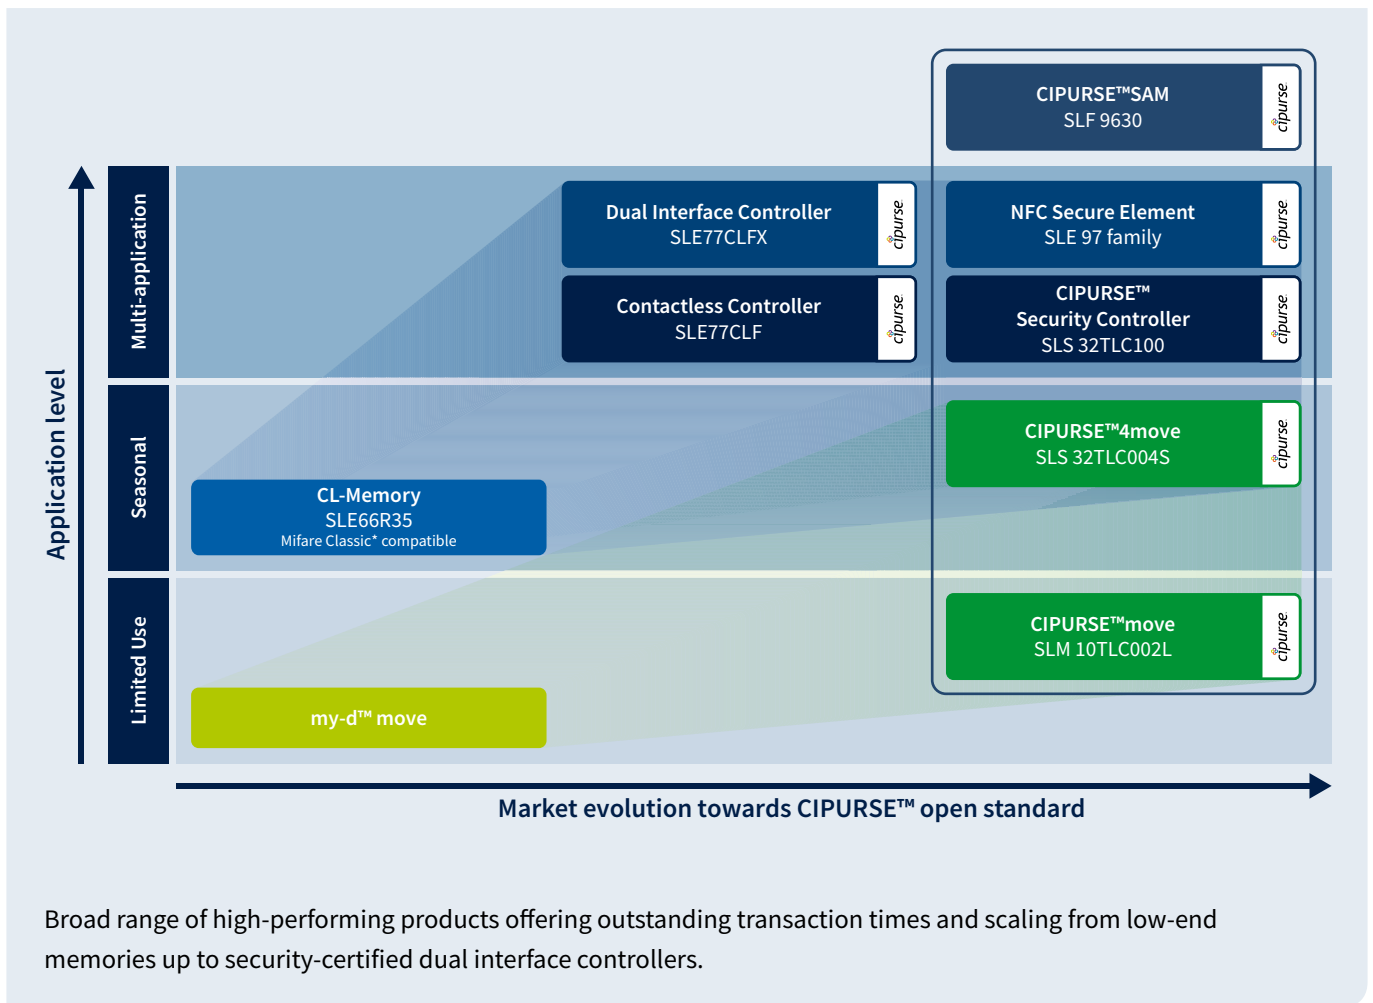 CIPURSE™SAM
SLF 9630
cipurse
Multi-application
Dual Interface Controller
SLE77CLFX
cipurse
NFC Secure Element
SLE 97 family
cipurse
Contactless Controller
SLE77CLF
cipurse
CIPURSE™
Security Controller
SLS 32TLC100
cipurse
Application level
Seasonal
CIPURSE™4move
SLS 32TLC004S
cipurse
CL-Memory
SLE66R35
Mifare Classic* compatible
Limited Use
CIPURSE™move
SLM 10TLC002L
cipurse
my-d™ move
Market evolution towards CIPURSE™ open standard
Broad range of high-performing products offering outstanding transaction times and scaling from low-end
memories up to security-certified dual interface controllers.